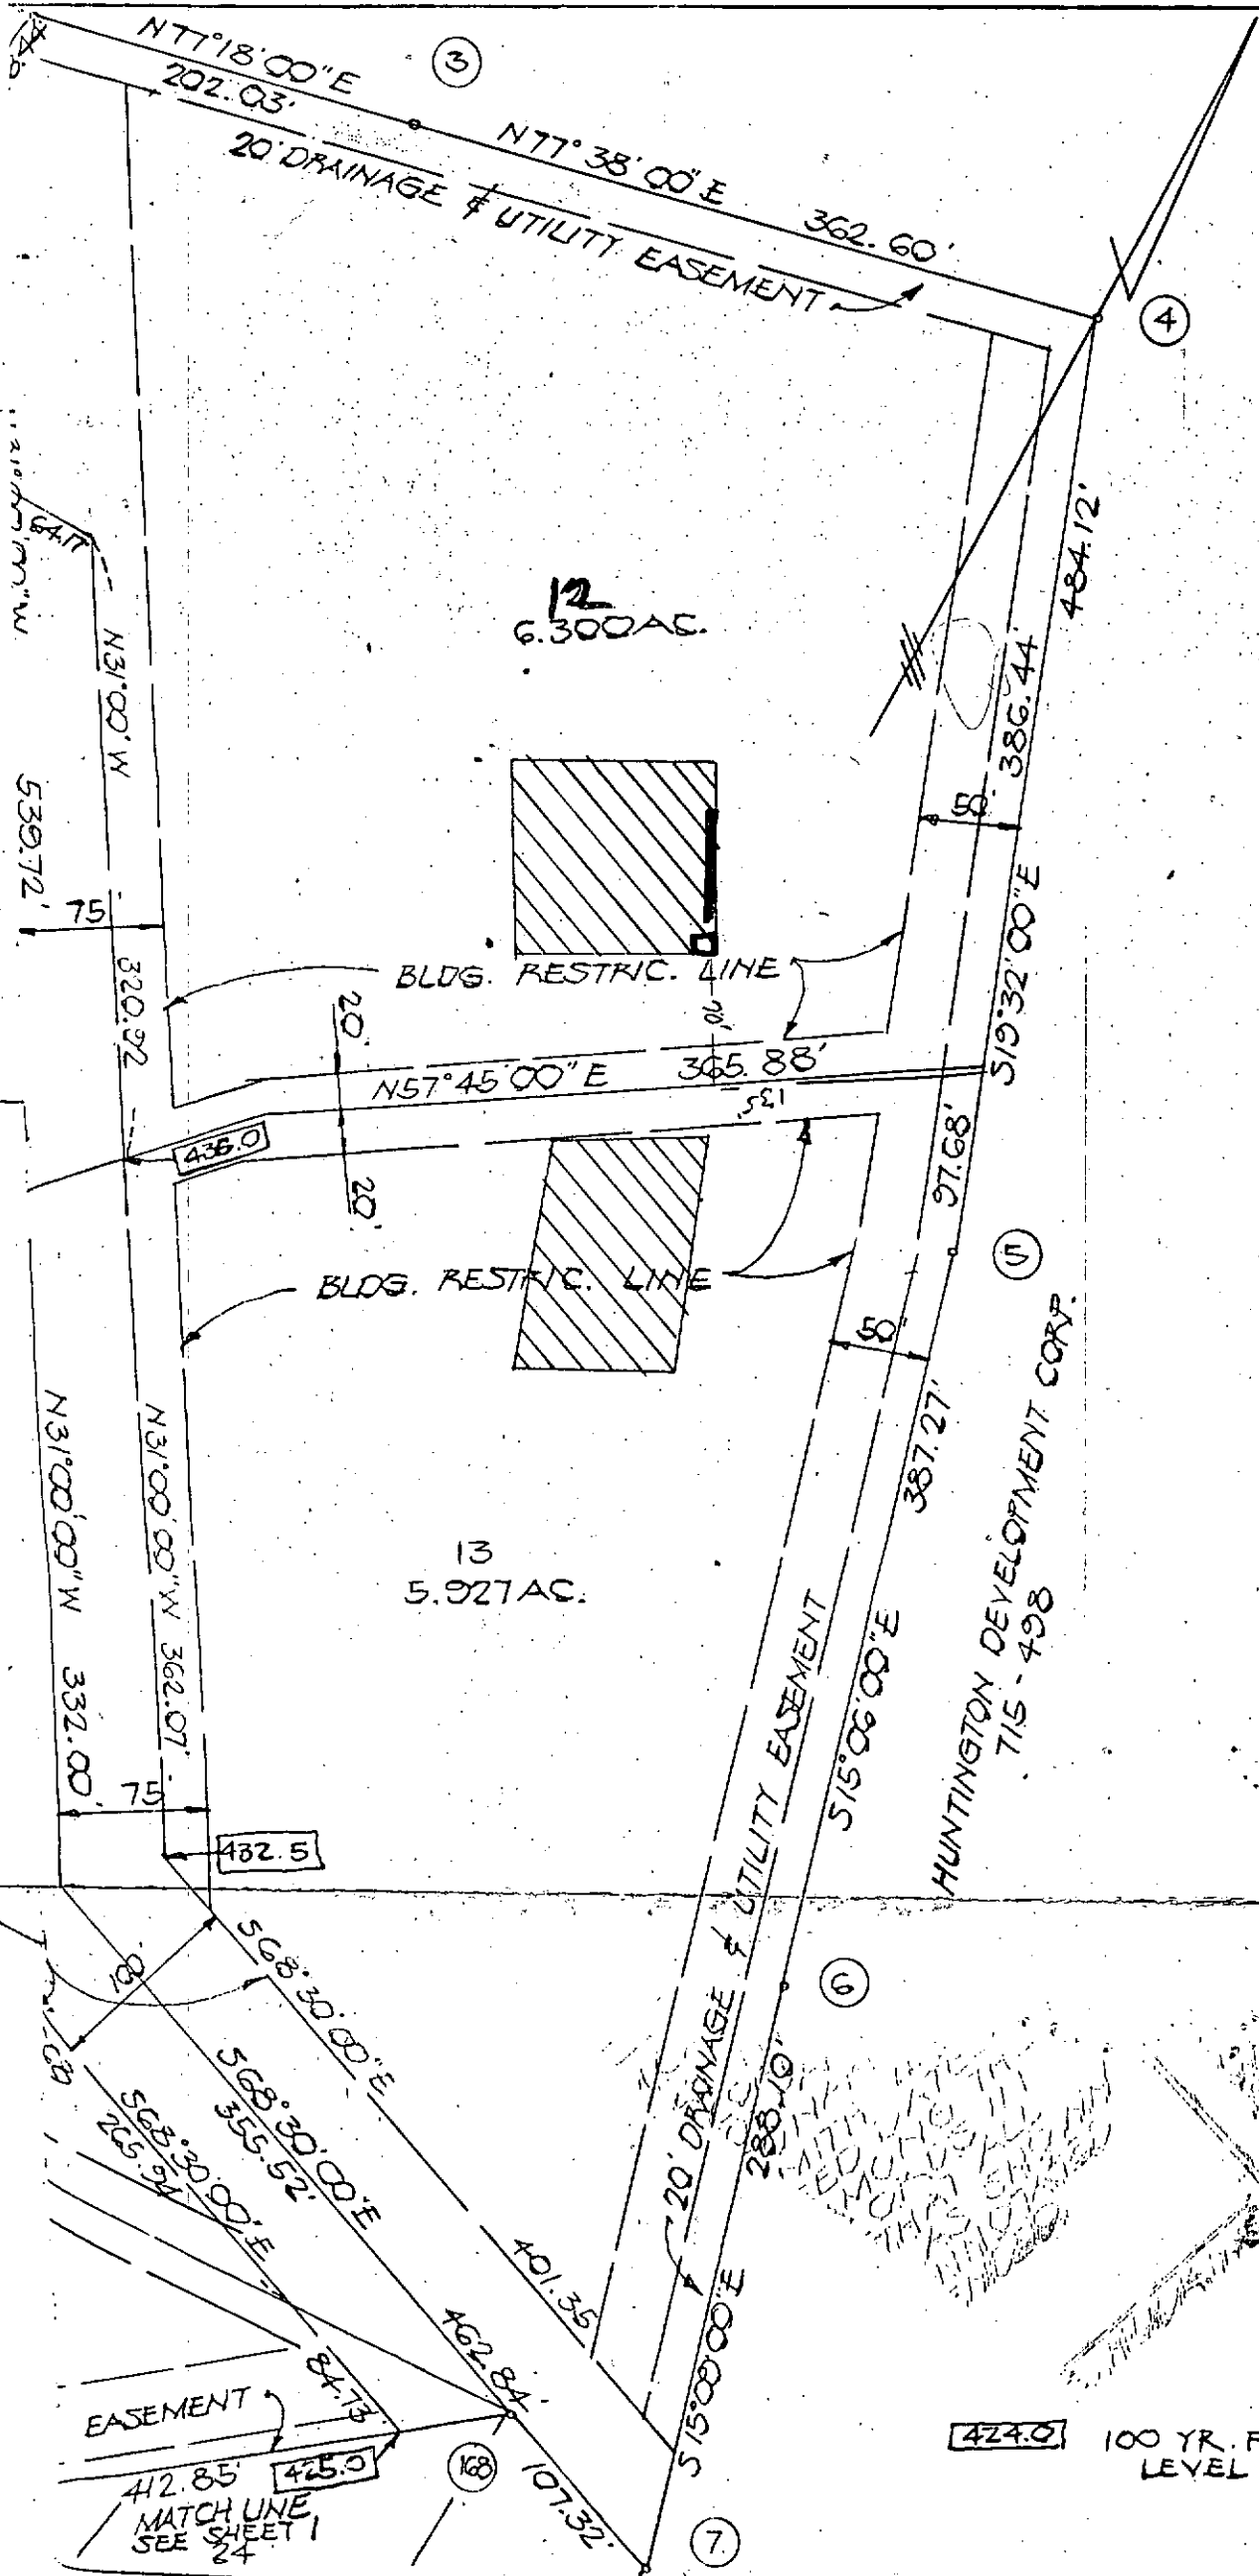 N77°18'00"E
202.03'
3
N77°38'00"E
362.60'
20' DRAINAGE & UTILITY EASEMENT
4
64.17
N31°00'W
539.72'
12
6.300AC.
484.12'
386.44'
50'
75
320.92
S19°32'00"E
BLDG. RESTRIC. LINE
20'
70'
N57°45'00"E
365.88'
135'
436.0
20'
97.68'
5
BLDG. RESTRIC. LINE
50'
387.27'
HUNTINGTON DEVELOPMENT CORP.
715-498
N31°00'00"W 332.00'
N31°00'00"W 362.07'
13
5.927AC.
S15°06'00"E
75
432.5
6
S68°30'00"E
401.35
S68°30'00"E
355.52'
462.84
S68°30'00"E
265.94
84.73
20' DRAINAGE & UTILITY EASEMENT
288.10'
S15°00'00"E
EASEMENT
412.85'
425.0
168
107.32'
MATCH LINE
SEE SHEET 1
24
7
424.0
100 YR. F
LEVEL